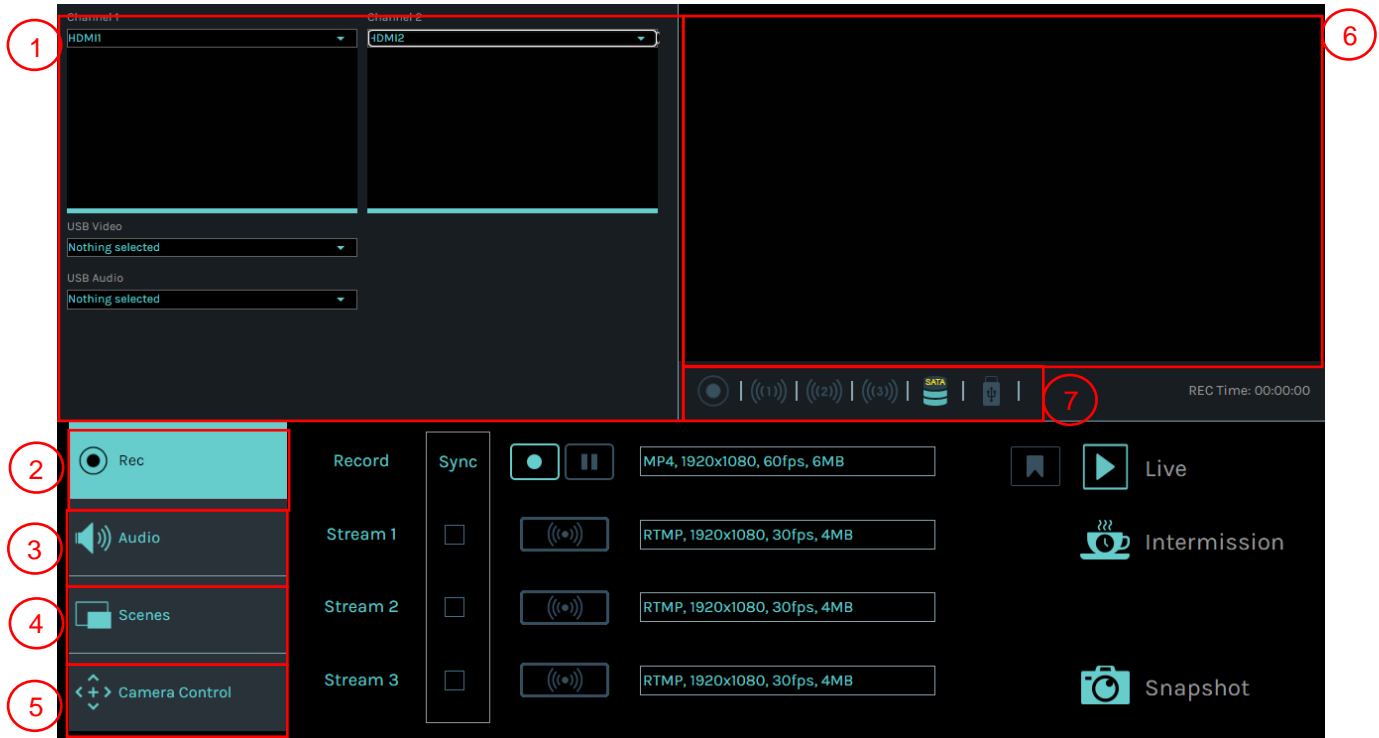 Channel 1
Channel 2
HDMI1
HDMI2
1
6
USB Video
Nothing selected
USB Audio
Nothing selected
((1)) ((2)) ((3)) SATA
7
REC Time: 00:00:00
2
Rec
Record
Sync
MP4, 1920x1080, 60fps, 6MB
Live
3
Audio
Stream 1
RTMP, 1920x1080, 30fps, 4MB
Intermission
4
Scenes
Stream 2
RTMP, 1920x1080, 30fps, 4MB
5
Camera Control
Stream 3
RTMP, 1920x1080, 30fps, 4MB
Snapshot